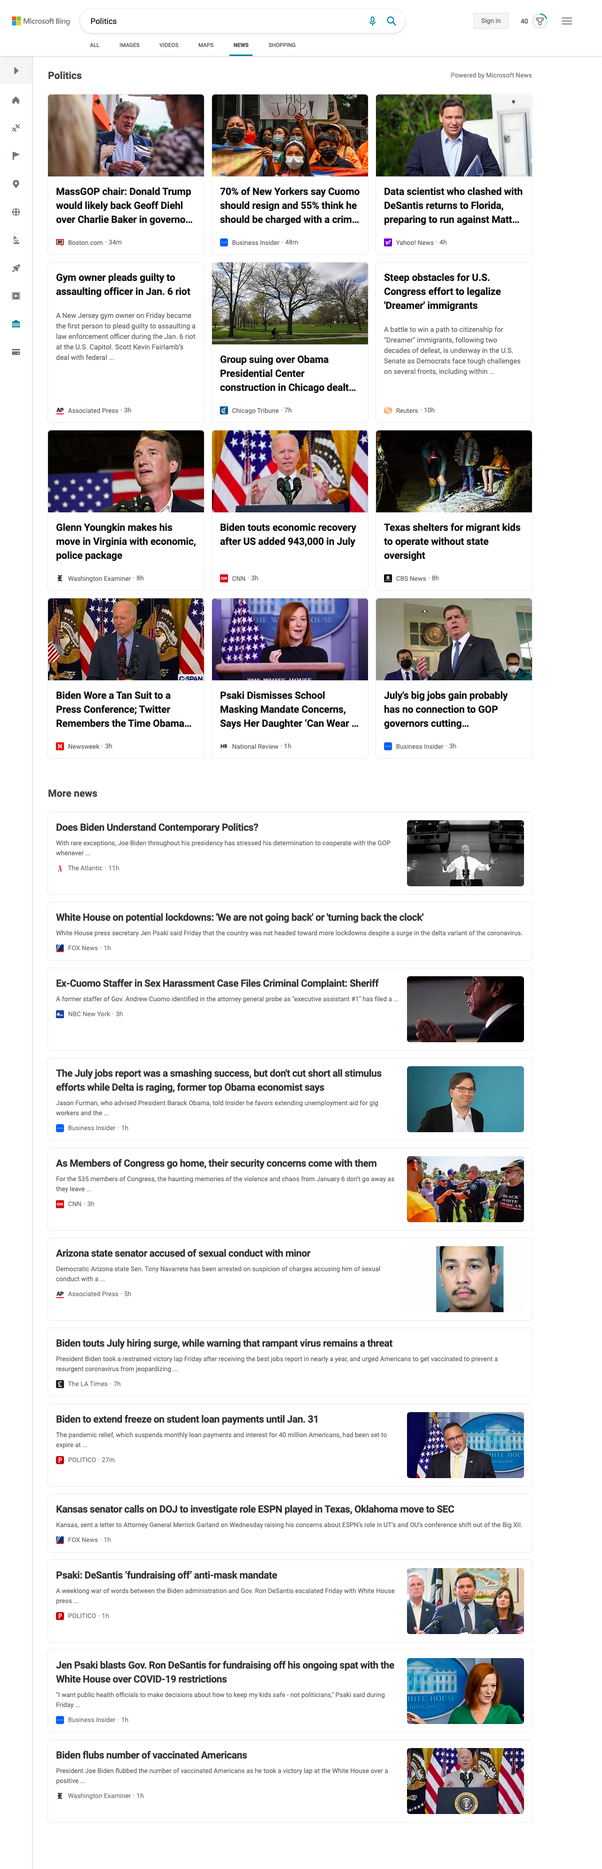 Microsoft Bing
Politics
Sign in
40
ALL IMAGES VIDEOS MAPS NEWS SHOPPING
Politics
Powered by Microsoft News
MassGOP chair: Donald Trump
would likely back Geoff Diehl
over Charlie Baker in governo...
Boston.com · 34m
70% of New Yorkers say Cuomo
should resign and 55% think he
should be charged with a crim...
Business Insider · 48m
Data scientist who clashed with
DeSantis returns to Florida,
preparing to run against Matt...
Yahoo! News · 4h
Gym owner pleads guilty to
assaulting officer in Jan. 6 riot
A New Jersey gym owner on Friday became
the first person to plead guilty to assaulting a
law enforcement officer during the Jan. 6 riot
at the U.S. Capitol. Scott Kevin Fairlamb's
deal with federal ...
AP Associated Press · 3h
Group suing over Obama
Presidential Center
construction in Chicago dealt...
Chicago Tribune · 7h
Steep obstacles for U.S.
Congress effort to legalize
'Dreamer' immigrants
A battle to win a path to citizenship for
"Dreamer" immigrants, following two
decades of defeat, is underway in the U.S.
Senate as Democrats face tough challenges
on several fronts, including within ...
Reuters · 10h
Glenn Youngkin makes his
move in Virginia with economic,
police package
Washington Examiner · 8h
Biden touts economic recovery
after US added 943,000 in July
CNN · 3h
Texas shelters for migrant kids
to operate without state
oversight
CBS News · 8h
C-SPAN
Biden Wore a Tan Suit to a
Press Conference; Twitter
Remembers the Time Obama...
N Newsweek · 3h
Psaki Dismisses School
Masking Mandate Concerns,
Says Her Daughter 'Can Wear ...
NR National Review · 1h
July's big jobs gain probably
has no connection to GOP
governors cutting...
Business Insider · 3h
More news
Does Biden Understand Contemporary Politics?
With rare exceptions, Joe Biden throughout his presidency has stressed his determination to cooperate with the GOP
whenever ...
The Atlantic · 11h
White House on potential lockdowns: 'We are not going back' or 'turning back the clock'
White House press secretary Jen Psaki said Friday that the country was not headed toward more lockdowns despite a surge in the delta variant of the coronavirus.
FOX News · 1h
Ex-Cuomo Staffer in Sex Harassment Case Files Criminal Complaint: Sheriff
A former staffer of Gov. Andrew Cuomo identified in the attorney general probe as "executive assistant #1" has filed a ...
NBC New York · 3h
The July jobs report was a smashing success, but don't cut short all stimulus
efforts while Delta is raging, former top Obama economist says
Jason Furman, who advised President Barack Obama, told Insider he favors extending unemployment aid for gig
workers and the ...
Business Insider · 1h
As Members of Congress go home, their security concerns come with them
For the 535 members of Congress, the haunting memories of the violence and chaos from January 6 don't go away as
they leave ...
CNN · 3h
Arizona state senator accused of sexual conduct with minor
Democratic Arizona state Sen. Tony Navarrete has been arrested on suspicion of charges accusing him of sexual
conduct with a ...
AP Associated Press · 5h
Biden touts July hiring surge, while warning that rampant virus remains a threat
President Biden took a restrained victory lap Friday after receiving the best jobs report in nearly a year, and urged Americans to get vaccinated to prevent a
resurgent coronavirus from jeopardizing ...
The LA Times · 7h
Biden to extend freeze on student loan payments until Jan. 31
The pandemic relief, which suspends monthly loan payments and interest for 40 million Americans, had been set to
expire at ...
POLITICO · 27m
Kansas senator calls on DOJ to investigate role ESPN played in Texas, Oklahoma move to SEC
Kansas, sent a letter to Attorney General Merrick Garland on Wednesday raising his concerns about ESPN's role in UT's and OU's conference shift out of the Big XII.
FOX News · 1h
Psaki: DeSantis 'fundraising off' anti-mask mandate
A weeklong war of words between the Biden administration and Gov. Ron DeSantis escalated Friday with White House
press ...
POLITICO · 1h
Jen Psaki blasts Gov. Ron DeSantis for fundraising off his ongoing spat with the
White House over COVID-19 restrictions
"I want public health officials to make decisions about how to keep my kids safe - not politicians," Psaki said during
Friday ...
Business Insider · 1h
Biden flubs number of vaccinated Americans
President Joe Biden flubbed the number of vaccinated Americans as he took a victory lap at the White House over a
positive ...
Washington Examiner · 1h